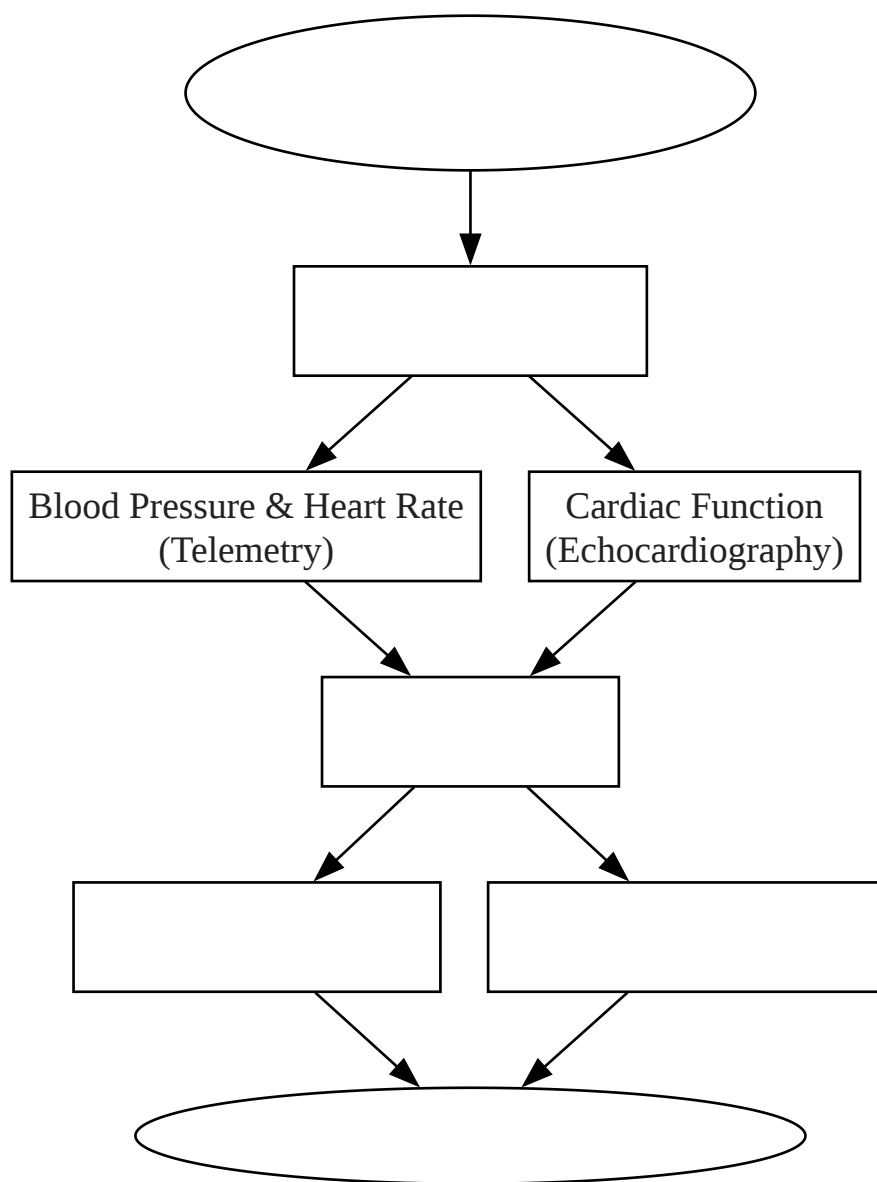 Blood Pressure & Heart Rate
(Telemetry)
Cardiac Function
(Echocardiography)